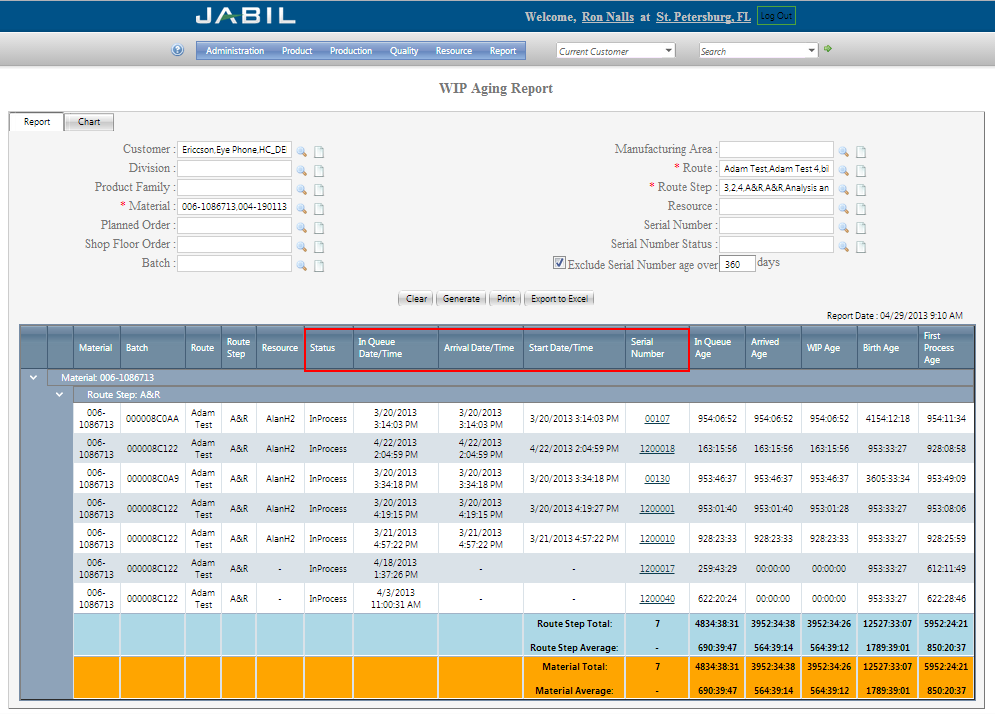 JABIL
Welcome, Ron Nalls at St. Petersburg, FL Log Out
Administration Product Production Quality Resource Report Current Customer Search
WIP Aging Report
Report Chart
Customer : Ericcson,Eye Phone,HC_DE
Division :
Product Family :
* Material : 006-1086713,004-190113
Planned Order :
Shop Floor Order :
Batch :
Manufacturing Area :
* Route : Adam Test,Adam Test 4,bi
* Route Step : 3,2,4,A&R,A&R,Analysis an
Resource :
Serial Number :
Serial Number Status :
Exclude Serial Number age over 360 days
Clear Generate Print Export to Excel
Report Date : 04/29/2013 9:10 AM
Material Batch Route Route Step Resource Status In Queue Date/Time Arrival Date/Time Start Date/Time Serial Number In Queue Age Arrived Age WIP Age Birth Age First Process Age
Material: 006-1086713
Route Step: A&R
006-1086713 000008C0AA Adam Test A&R AlanH2 InProcess 3/20/2013 3:14:03 PM 3/20/2013 3:14:03 PM 3/20/2013 3:14:03 PM 00107 954:06:52 954:06:52 954:06:52 4154:12:18 954:11:34
006-1086713 000008C122 Adam Test A&R AlanH2 InProcess 4/22/2013 2:04:59 PM 4/22/2013 2:04:59 PM 4/22/2013 2:04:59 PM 1200018 163:15:56 163:15:56 163:15:56 953:33:27 928:08:58
006-1086713 000008C0A9 Adam Test A&R AlanH2 InProcess 3/20/2013 3:34:18 PM 3/20/2013 3:34:18 PM 3/20/2013 3:34:18 PM 00130 953:46:37 953:46:37 953:46:37 3605:33:34 953:49:09
006-1086713 000008C122 Adam Test A&R AlanH2 InProcess 3/20/2013 4:19:15 PM 3/20/2013 4:19:15 PM 3/20/2013 4:19:27 PM 1200001 953:01:40 953:01:40 953:01:28 953:33:27 953:08:06
006-1086713 000008C122 Adam Test A&R AlanH2 InProcess 3/21/2013 4:57:22 PM 3/21/2013 4:57:22 PM 3/21/2013 4:57:22 PM 1200010 928:23:33 928:23:33 928:23:33 953:33:27 928:25:59
006-1086713 000008C122 Adam Test A&R - InProcess 4/18/2013 1:37:26 PM - - 1200017 259:43:29 00:00:00 00:00:00 953:33:27 612:11:49
006-1086713 000008C122 Adam Test A&R - InProcess 4/3/2013 11:00:31 AM - - 1200040 622:20:24 00:00:00 00:00:00 953:33:27 622:28:46
Route Step Total: 7 4834:38:31 3952:34:38 3952:34:26 12527:33:07 5952:24:21
Route Step Average: - 690:39:47 564:39:14 564:39:12 1789:39:01 850:20:37
Material Total: 7 4834:38:31 3952:34:38 3952:34:26 12527:33:07 5952:24:21
Material Average: - 690:39:47 564:39:14 564:39:12 1789:39:01 850:20:37